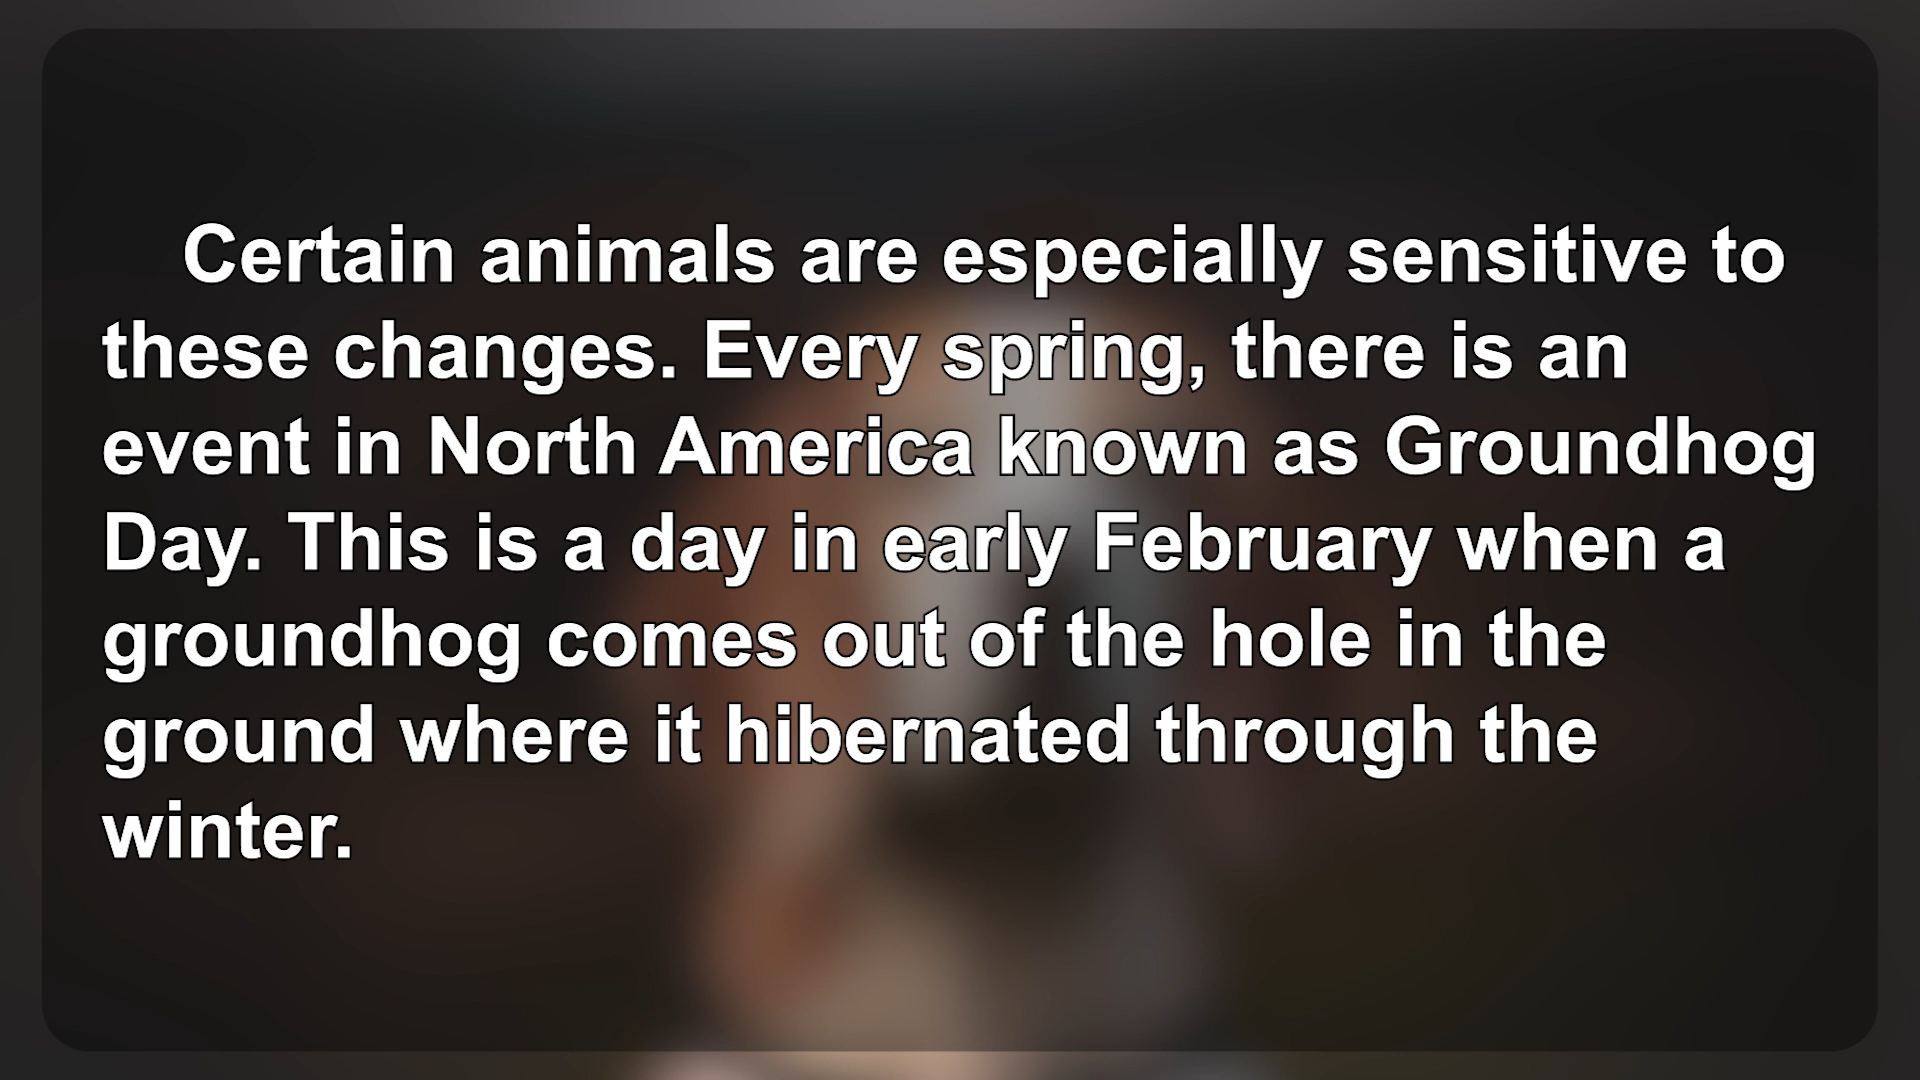 Certain animals are especially sensitive to
these changes. Every spring, there is an
event in North America known as Groundhog
Day. This is a day in early February when a
groundhog comes out of the hole in the
ground where it hibernated through the
winter.